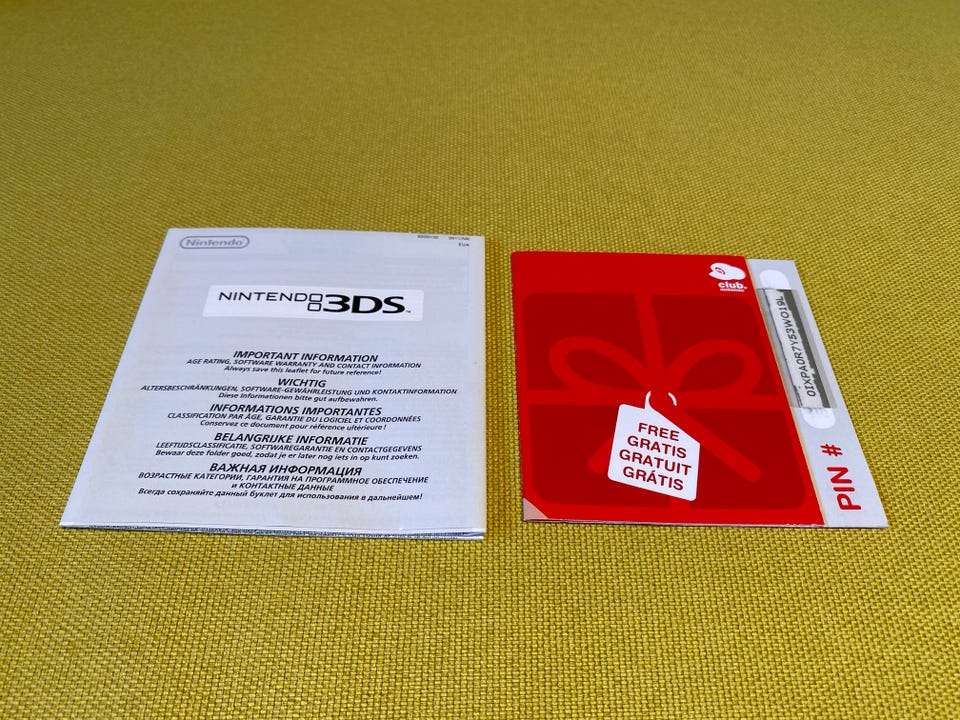 Nintendo
EUA
NINTENDO 3DS™
IMPORTANT INFORMATION
AGE RATING, SOFTWARE WARRANTY AND CONTACT INFORMATION
Always save this leaflet for future reference!
WICHTIG
ALTERSBESCHRÄNKUNGEN, SOFTWARE-GEWÄHRLEISTUNG UND KONTAKTINFORMATION
Diese Informationen bitte gut aufbewahren.
INFORMATIONS IMPORTANTES
CLASSIFICATION PAR ÂGE, GARANTIE DU LOGICIEL ET COORDONNÉES
Conservez ce document pour référence ultérieure !
BELANGRIJKE INFORMATIE
LEEFTIJDSCLASSIFICATIE, SOFTWAREGARANTIE EN CONTACTGEGEVENS
Bewaar deze folder goed, zodat je er later nog iets in op kunt zoeken.
ВАЖНАЯ ИНФОРМАЦИЯ
ВОЗРАСТНЫЕ КАТЕГОРИИ, ГАРАНТИЯ НА ПРОГРАММНОЕ ОБЕСПЕЧЕНИЕ
И КОНТАКТНЫЕ ДАННЫЕ
Всегда сохраняйте данный буклет для использования в дальнейшем!
club.
FREE
GRATIS
GRATUIT
GRÁTIS
OIXPAOR7Y53WO19L
PIN #